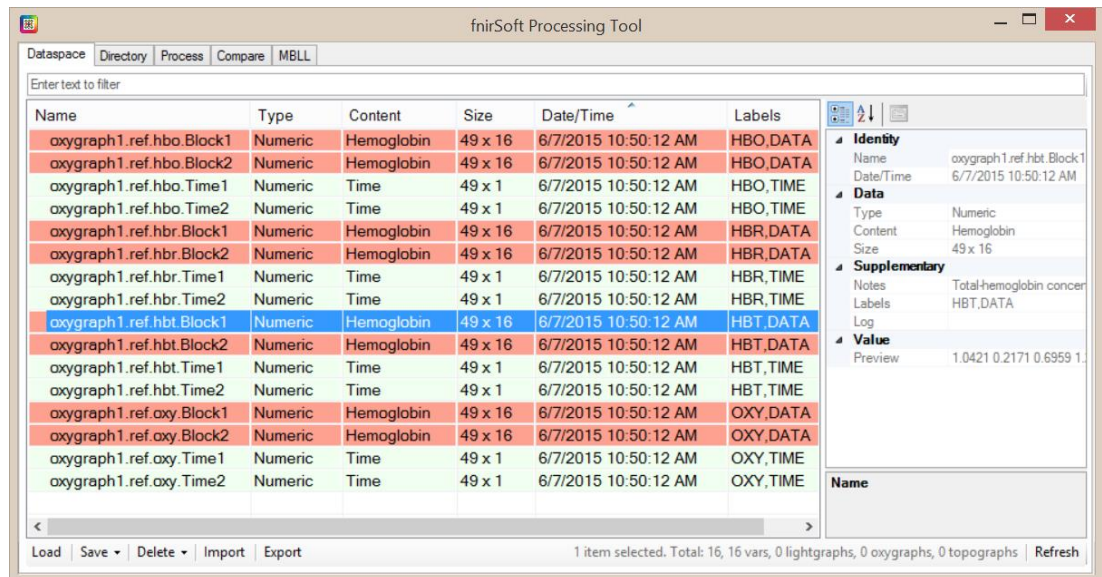 fnirSoft Processing Tool
Dataspace Directory Process Compare MBLL
Enter text to filter
Name Type Content Size Date/Time Labels
oxygraph1.ref.hbo.Block1 Numeric Hemoglobin 49 x 16 6/7/2015 10:50:12 AM HBO,DATA
oxygraph1.ref.hbo.Block2 Numeric Hemoglobin 49 x 16 6/7/2015 10:50:12 AM HBO,DATA
oxygraph1.ref.hbo.Time1 Numeric Time 49 x 1 6/7/2015 10:50:12 AM HBO,TIME
oxygraph1.ref.hbo.Time2 Numeric Time 49 x 1 6/7/2015 10:50:12 AM HBO,TIME
oxygraph1.ref.hbr.Block1 Numeric Hemoglobin 49 x 16 6/7/2015 10:50:12 AM HBR,DATA
oxygraph1.ref.hbr.Block2 Numeric Hemoglobin 49 x 16 6/7/2015 10:50:12 AM HBR,DATA
oxygraph1.ref.hbr.Time1 Numeric Time 49 x 1 6/7/2015 10:50:12 AM HBR,TIME
oxygraph1.ref.hbr.Time2 Numeric Time 49 x 1 6/7/2015 10:50:12 AM HBR,TIME
oxygraph1.ref.hbt.Block1 Numeric Hemoglobin 49 x 16 6/7/2015 10:50:12 AM HBT,DATA
oxygraph1.ref.hbt.Block2 Numeric Hemoglobin 49 x 16 6/7/2015 10:50:12 AM HBT,DATA
oxygraph1.ref.hbt.Time1 Numeric Time 49 x 1 6/7/2015 10:50:12 AM HBT,TIME
oxygraph1.ref.hbt.Time2 Numeric Time 49 x 1 6/7/2015 10:50:12 AM HBT,TIME
oxygraph1.ref.oxy.Block1 Numeric Hemoglobin 49 x 16 6/7/2015 10:50:12 AM OXY,DATA
oxygraph1.ref.oxy.Block2 Numeric Hemoglobin 49 x 16 6/7/2015 10:50:12 AM OXY,DATA
oxygraph1.ref.oxy.Time1 Numeric Time 49 x 1 6/7/2015 10:50:12 AM OXY,TIME
oxygraph1.ref.oxy.Time2 Numeric Time 49 x 1 6/7/2015 10:50:12 AM OXY,TIME
Identity
Name oxygraph1.ref.hbt.Block1
Date/Time 6/7/2015 10:50:12 AM
Data
Type Numeric
Content Hemoglobin
Size 49 x 16
Supplementary
Notes Total-hemoglobin concer
Labels HBT,DATA
Log
Value
Preview 1.0421 0.2171 0.6959 1.
Name
Load Save Delete Import Export 1 item selected. Total: 16, 16 vars, 0 lightgraphs, 0 oxygraphs, 0 topographs Refresh